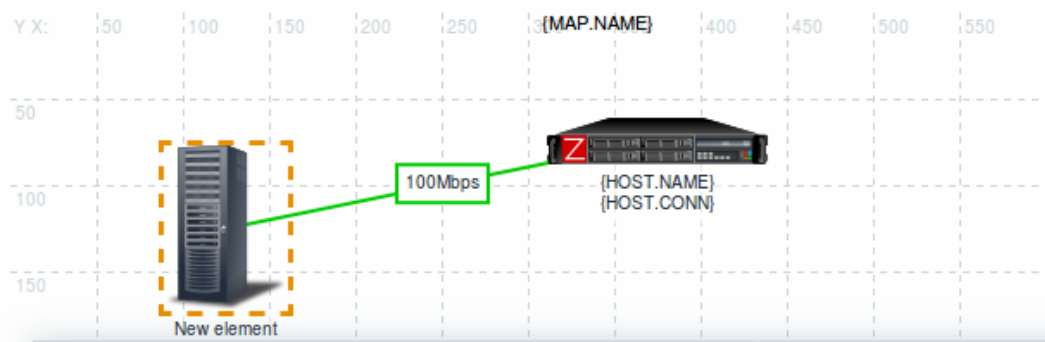 Y X: 50 100 150 200 250 400 450 500 550
{MAP.NAME}
50
Z
100Mbps
{HOST.NAME}
100
{HOST.CONN}
150
New element